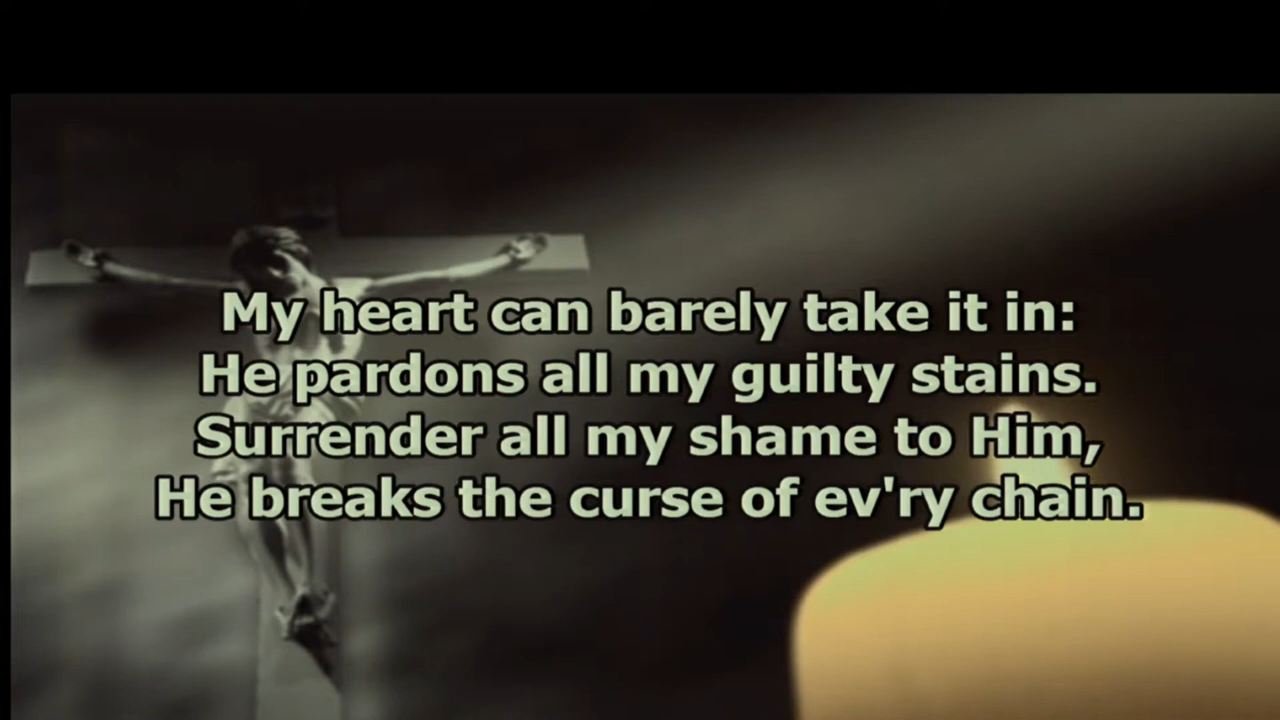 My heart can barely take it in:
He pardons all my guilty stains.
Surrender all my shame to Him,
He breaks the curse of ev'ry chain.